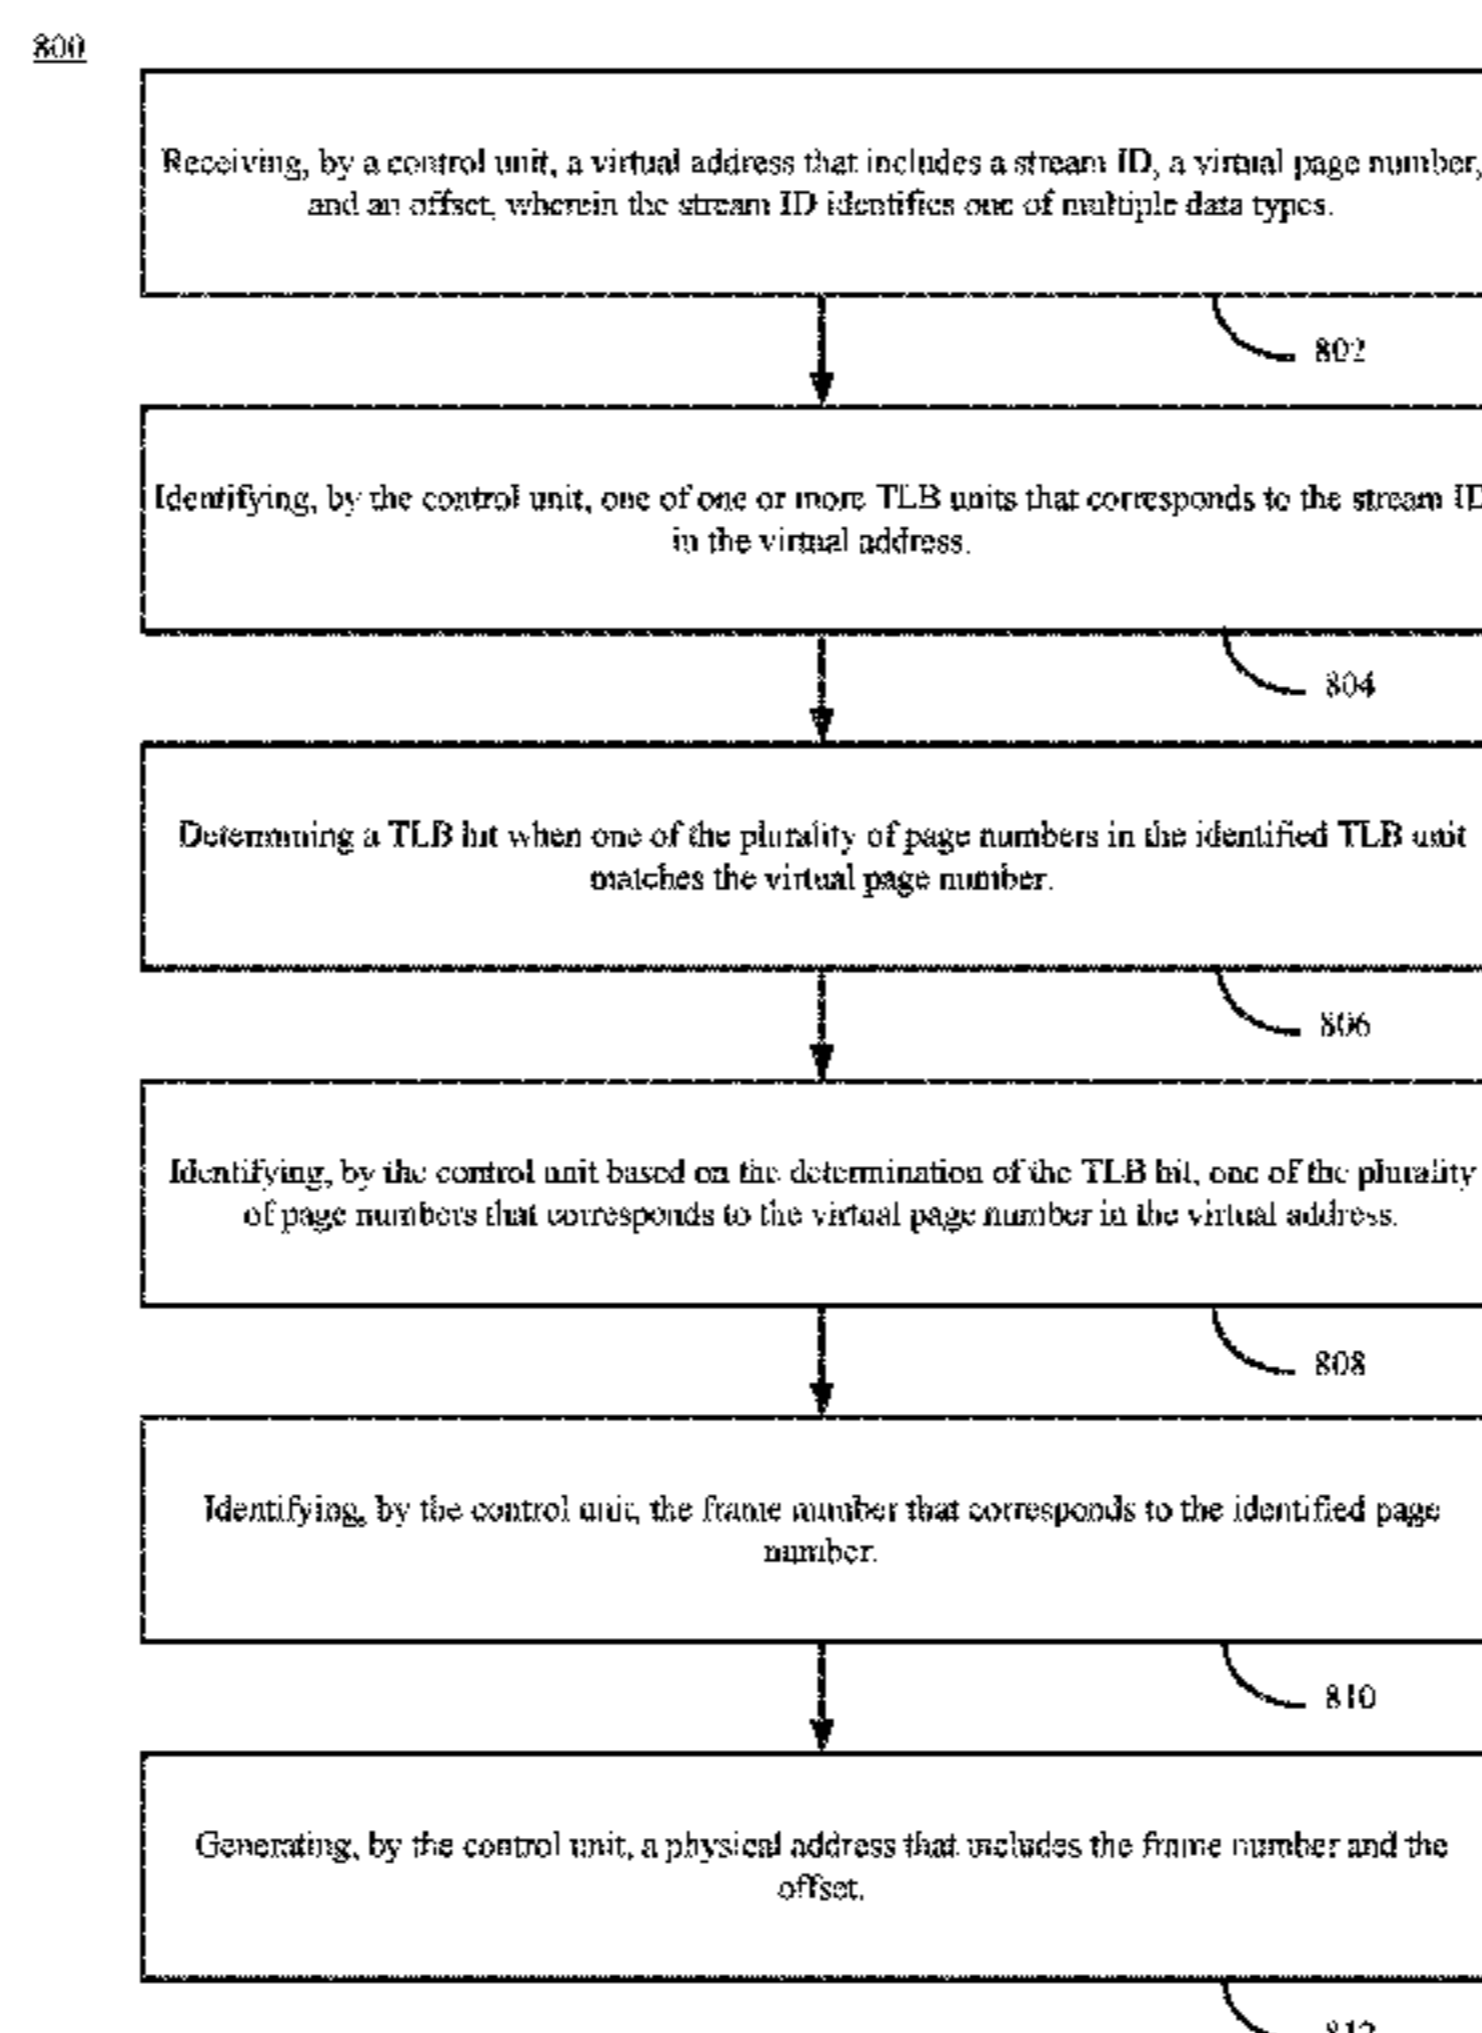 800
Receiving, by a control unit, a virtual address that includes a stream ID, a virtual page number,
and an offset, wherein the stream ID identifies one of multiple data types.
802
Identifying, by the control unit, one of one or more TLB units that corresponds to the stream ID
in the virtual address.
804
Determining a TLB hit when one of the plurality of page numbers in the identified TLB unit
matches the virtual page number.
806
Identifying, by the control unit based on the determination of the TLB hit, one of the plurality
of page numbers that corresponds to the virtual page number in the virtual address.
808
Identifying, by the control unit, the frame number that corresponds to the identified page
number.
810
Generating, by the control unit, a physical address that includes the frame number and the
offset.
812